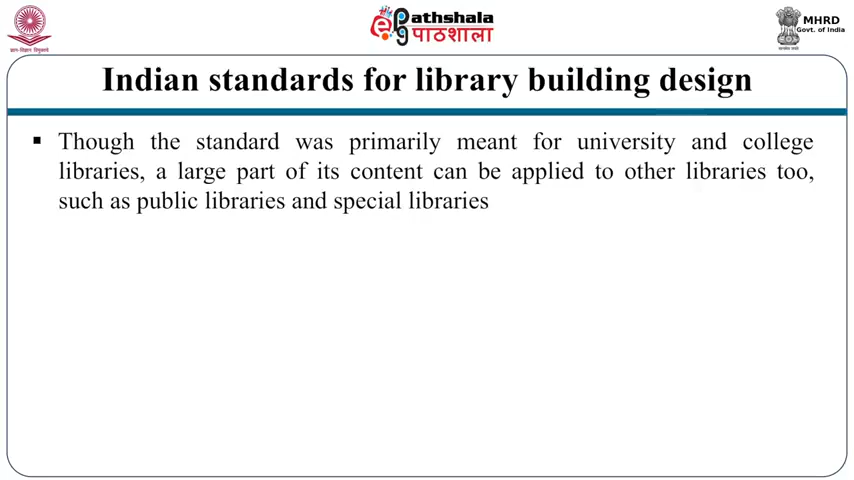 ज्ञान-विज्ञान विमुक्तये
epathshala
पाठशाला
MHRD
Govt. of India
Indian standards for library building design
▪ Though the standard was primarily meant for university and college
libraries, a large part of its content can be applied to other libraries too,
such as public libraries and special libraries